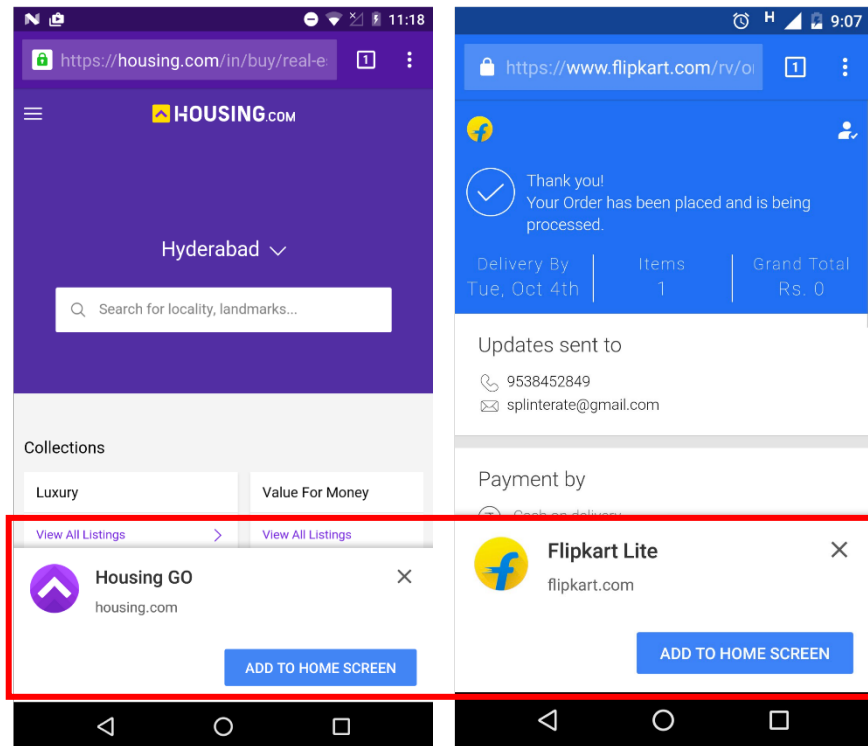 11:18
https://housing.com/in/buy/real-e
1
HOUSING.COM
Hyderabad
Search for locality, landmarks...
Collections
Luxury
Value For Money
View All Listings
View All Listings
Housing GO
housing.com
ADD TO HOME SCREEN
H
9:07
https://www.flipkart.com/rv/o
1
Thank you!
Your Order has been placed and is being
processed.
Delivery By
Items
Grand Total
Tue, Oct 4th
1
Rs. 0
Updates sent to
9538452849
splinterate@gmail.com
Payment by
Cash on delivery
Flipkart Lite
flipkart.com
ADD TO HOME SCREEN